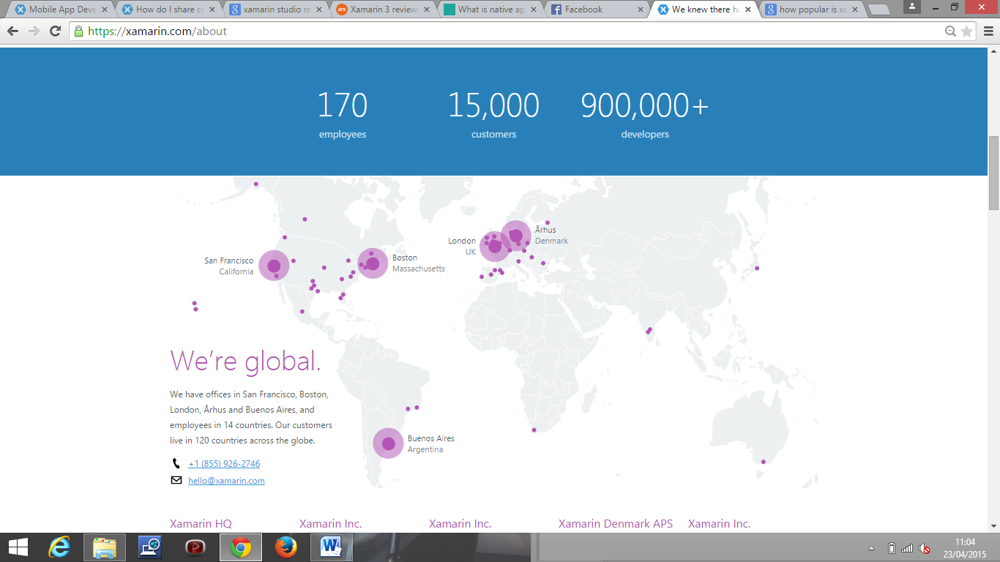 Mobile App Deve
How do I share co
xamarin studio re
Xamarin 3 review
What is native ap
Facebook
We knew there ha
how popular is xa
https://xamarin.com/about
170
15,000
900,000+
employees
customers
developers
Århus
Denmark
London
UK
San Francisco
California
Boston
Massachusetts
We're global.
We have offices in San Francisco, Boston,
London, Århus and Buenos Aires, and
employees in 14 countries. Our customers
live in 120 countries across the globe.
Buenos Aires
Argentina
+1 (855) 926-2746
hello@xamarin.com
Xamarin HQ
Xamarin Inc.
Xamarin Inc.
Xamarin Denmark APS
Xamarin Inc.
11:04
23/04/2015